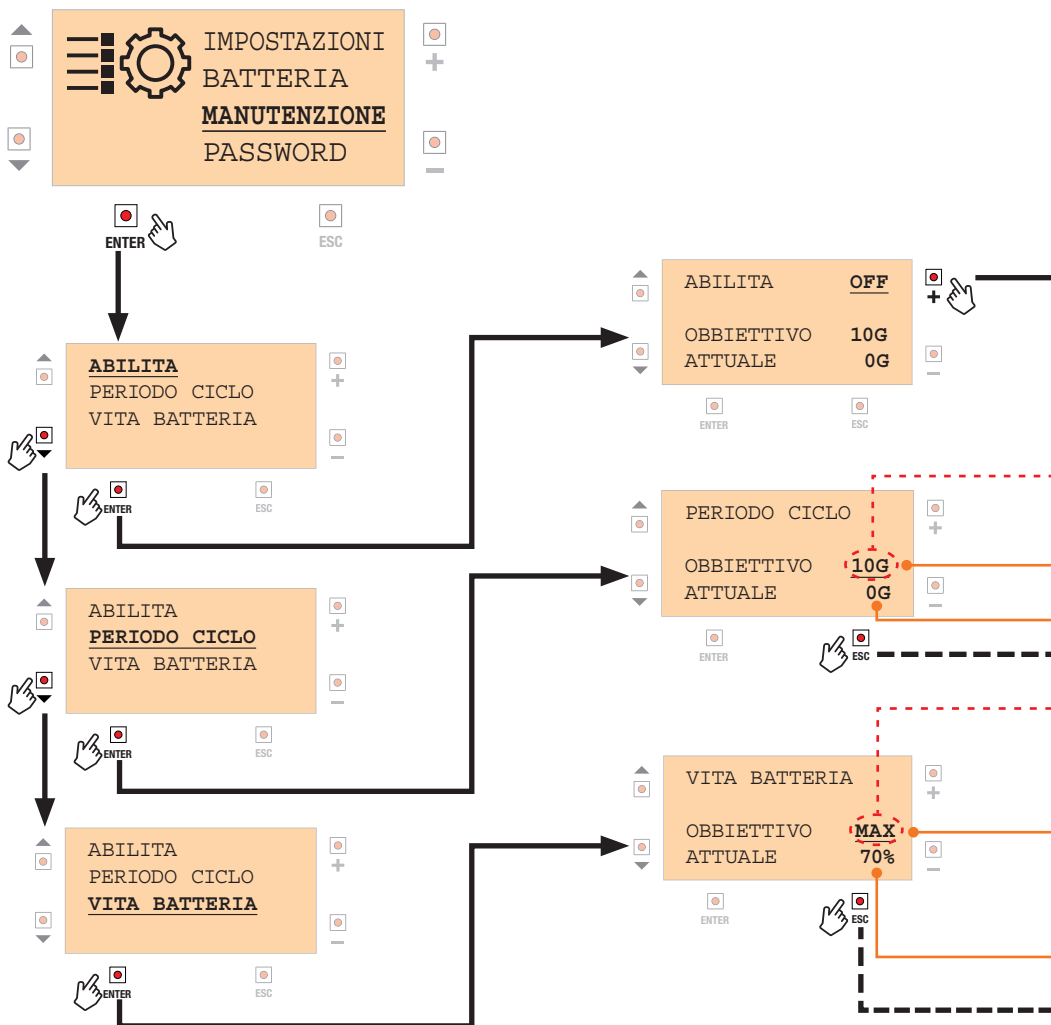 IMPOSTAZIONI
BATTERIA
MANUTENZIONE
PASSWORD
+
−
ENTER
ESC
ABILITA
PERIODO CICLO
VITA BATTERIA
+
−
ENTER
ESC
ABILITA OFF
OBBIETTIVO 10G
ATTUALE 0G
+
−
ENTER
ESC
ABILITA
PERIODO CICLO
VITA BATTERIA
+
−
ENTER
ESC
PERIODO CICLO
OBBIETTIVO 10G
ATTUALE 0G
+
−
ENTER
ESC
ABILITA
PERIODO CICLO
VITA BATTERIA
+
−
ENTER
ESC
VITA BATTERIA
OBBIETTIVO MAX
ATTUALE 70%
+
−
ENTER
ESC